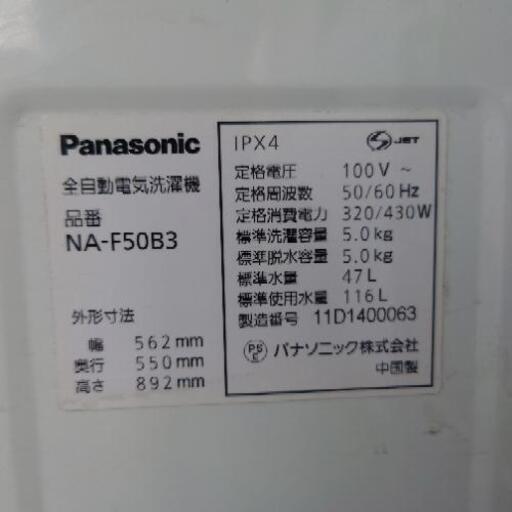 Panasonic
全自動電気洗濯機
品番
NA-F50B3
外形寸法
幅 562mm
奥行 550mm
高さ 892mm
IPX4
JET
定格電圧 100V ~
定格周波数 50/60Hz
定格消費電力 320/430W
標準洗濯容量 5.0kg
標準脱水容量 5.0kg
標準水量 47L
標準使用水量 116L
製造番号 11D1400063
PS E パナソニック株式会社
中国製